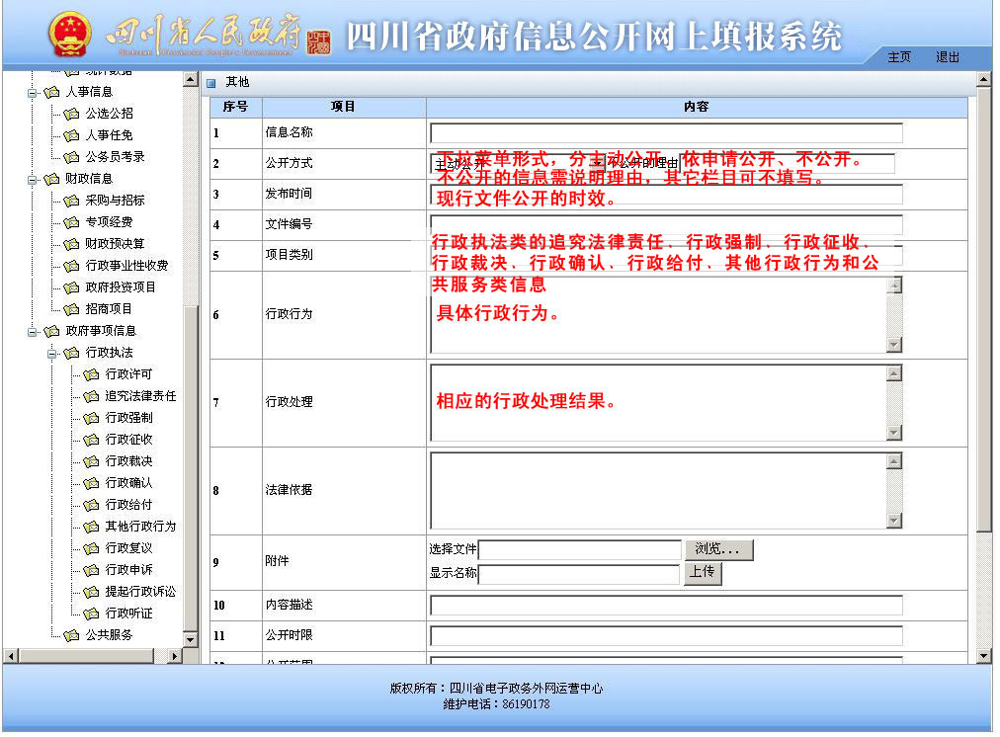 四川省人民政府
Sichuan Provincial People's Government
四川省政府信息公开网上填报系统
主页 退出
统计数据
人事信息
公选公招
人事任免
公务员考录
财政信息
采购与招标
专项经费
财政预决算
行政事业性收费
政府投资项目
招商项目
政府事项信息
行政执法
行政许可
追究法律责任
行政强制
行政征收
行政裁决
行政确认
行政给付
其他行政行为
行政复议
行政申诉
提起行政诉讼
行政听证
公共服务
其他
序号 项目 内容
1 信息名称
2 公开方式 主动公开 不公开的理由
下拉菜单形式，分主动公开、依申请公开、不公开。
不公开的信息需说明理由，其它栏目可不填写。
3 发布时间
现行文件公开的时效。
4 文件编号
行政执法类的追究法律责任、行政强制、行政征收、
5 项目类别
行政裁决、行政确认、行政给付、其他行政行为和公
共服务类信息
6 行政行为
具体行政行为。
7 行政处理
相应的行政处理结果。
8 法律依据
9 附件
选择文件 浏览...
显示名称 上传
10 内容描述
11 公开时限
版权所有：四川省电子政务外网运营中心
维护电话：86190178